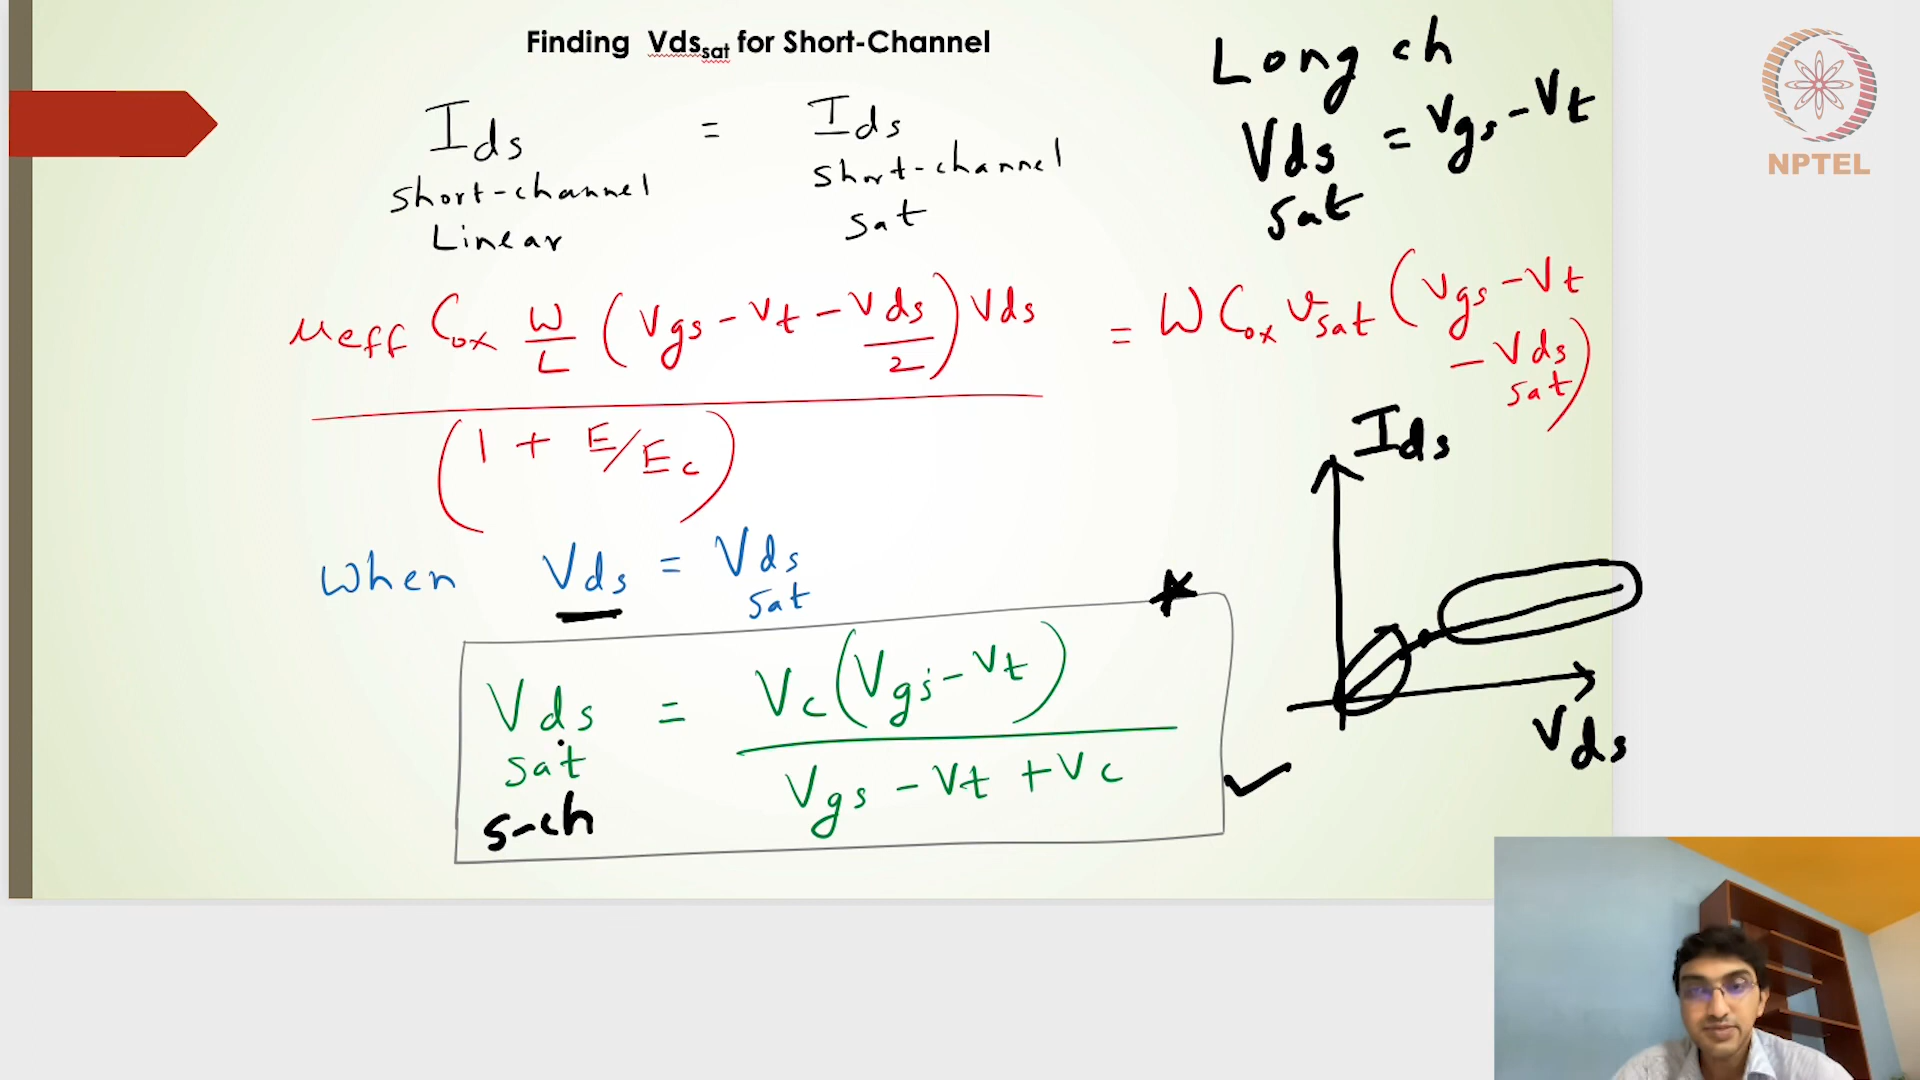 Finding Vds_sat for Short-Channel
Ids short-channel Linear = Ids short-channel sat
Long ch
Vds sat = Vgs - Vt
μeff Cox W/L (Vgs - Vt - Vds/2) Vds / (1 + E/Ec) = W Cox vsat (Vgs - Vt - Vds sat)
When Vds = Vds sat
Vds sat s-ch = Vc (Vgs - Vt) / Vgs - Vt + Vc
Ids
Vds
NPTEL